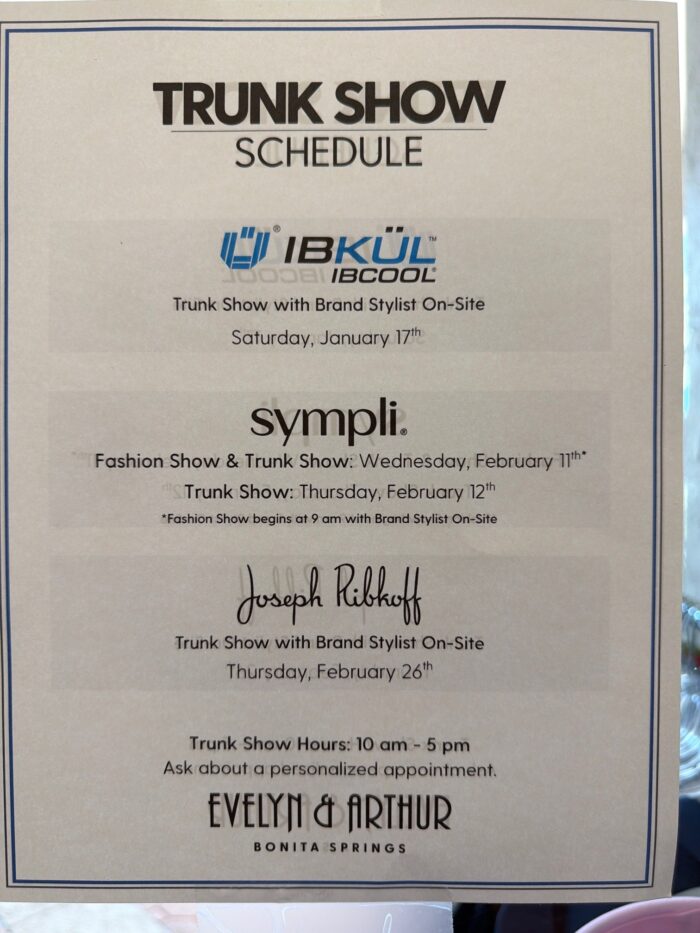 TRUNK SHOW
SCHEDULE
® IBKÜL™
IBCOOL®
Trunk Show with Brand Stylist On-Site
Saturday, January 17th
sympli®
Fashion Show & Trunk Show: Wednesday, February 11th*
Trunk Show: Thursday, February 12th
*Fashion Show begins at 9 am with Brand Stylist On-Site
Joseph Ribkoff
Trunk Show with Brand Stylist On-Site
Thursday, February 26th
Trunk Show Hours: 10 am - 5 pm
Ask about a personalized appointment.
EVELYN & ARTHUR
BONITA SPRINGS